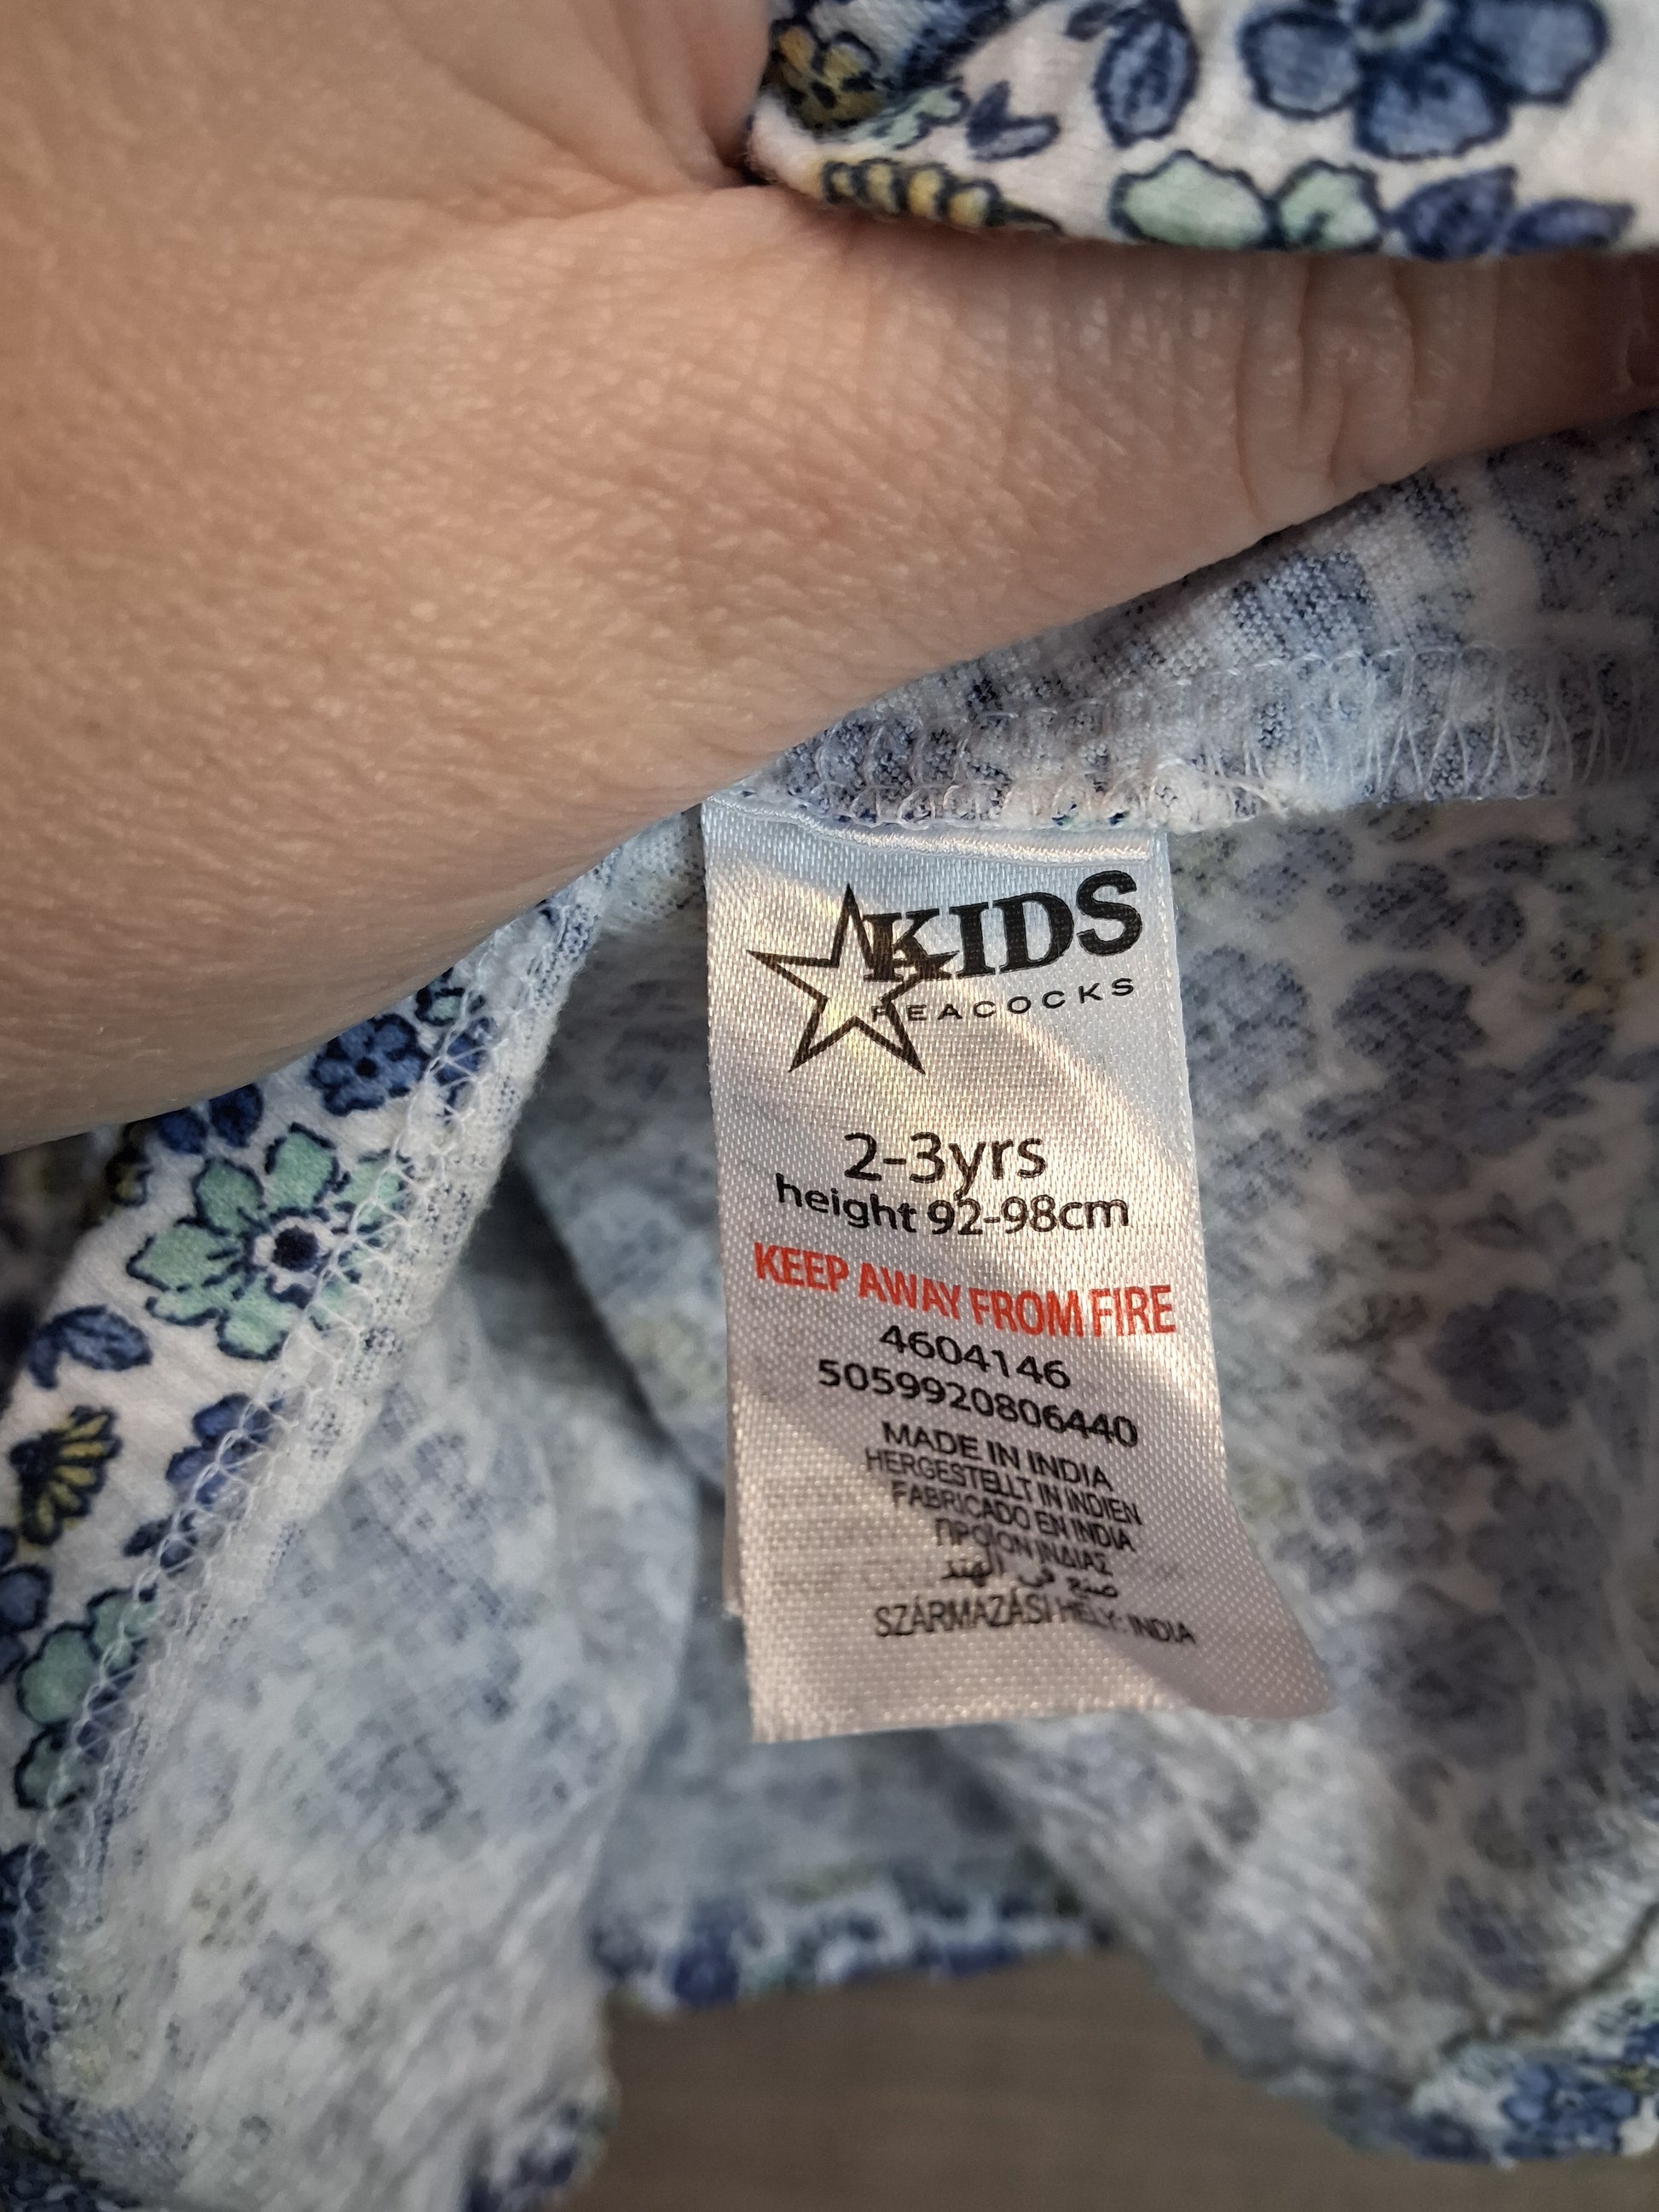 KIDS
PEACOCKS
2-3yrs
height 92-98cm
KEEP AWAY FROM FIRE
4604146
5059920806440
MADE IN INDIA
HERGESTELLT IN INDIEN
FABRICADO EN INDIA
ΠΡΟΪΟΝ ΙΝΔΙΑΣ
صنع في الهند
SZÁRMAZÁSI HELY: INDIA